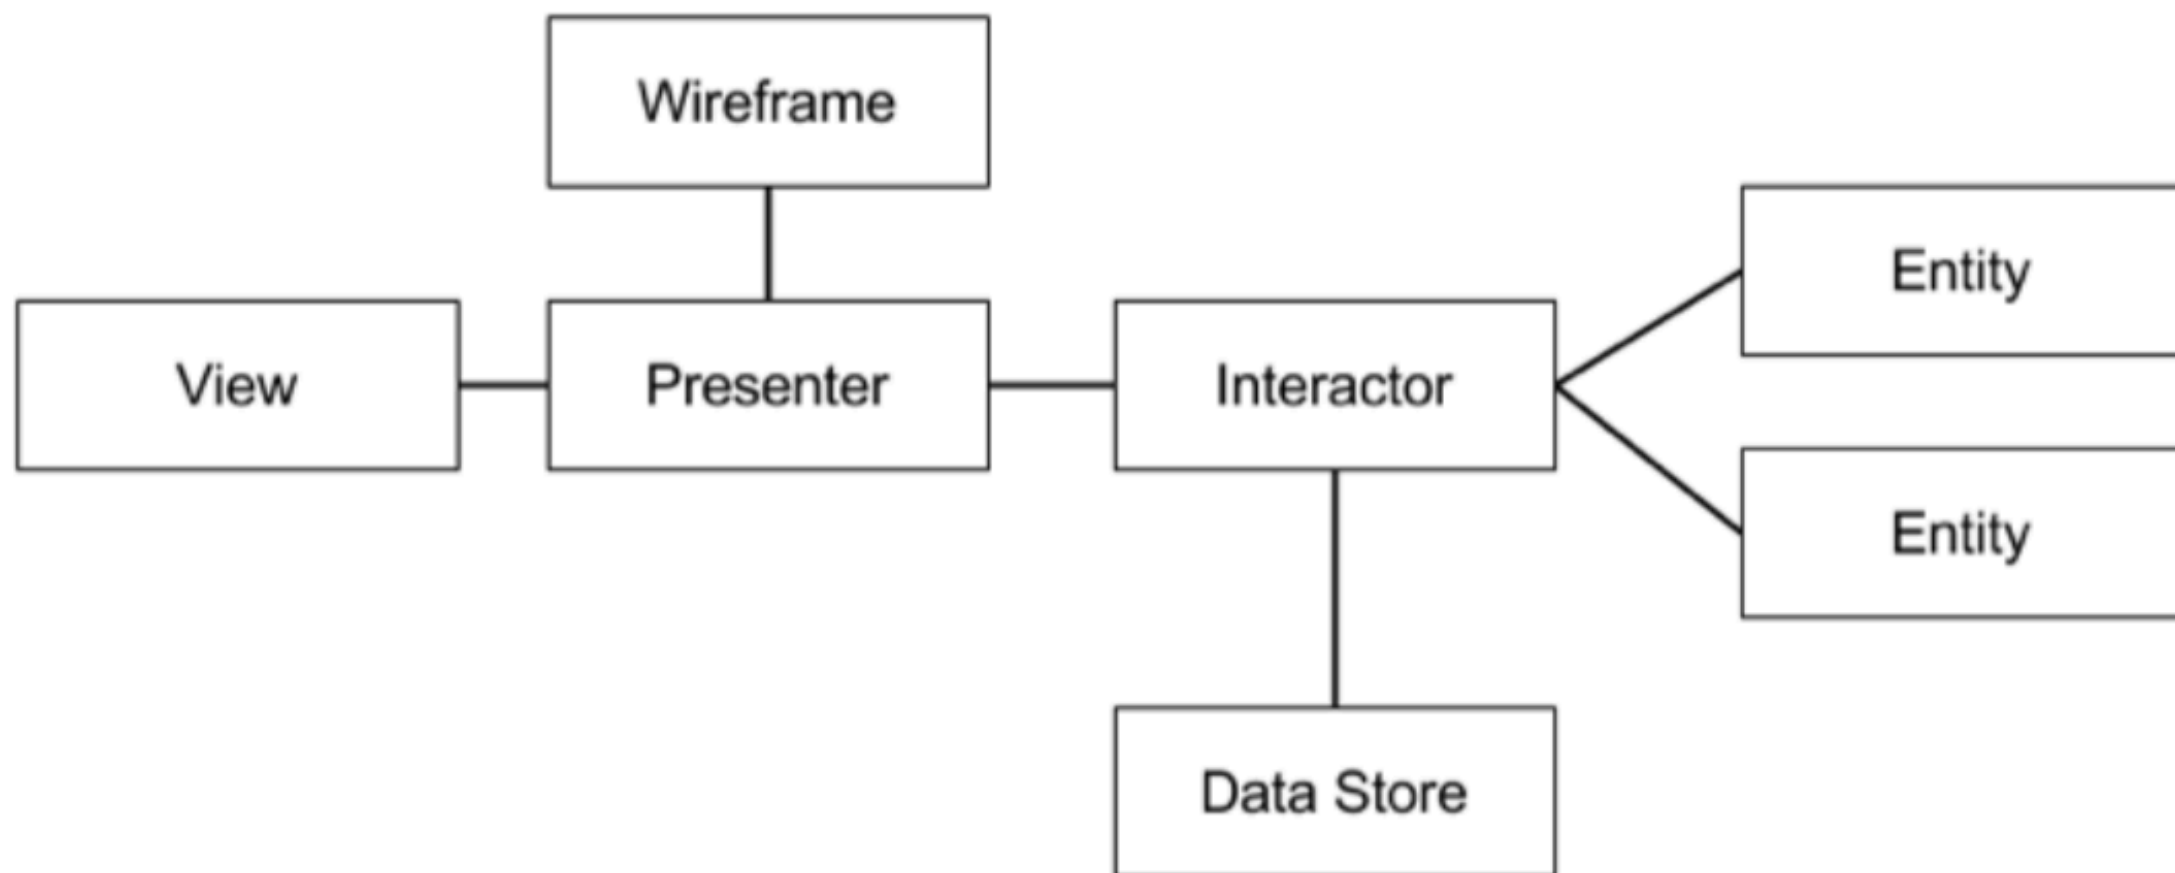 Wireframe
Entity
View
Presenter
Interactor
Entity
Data Store